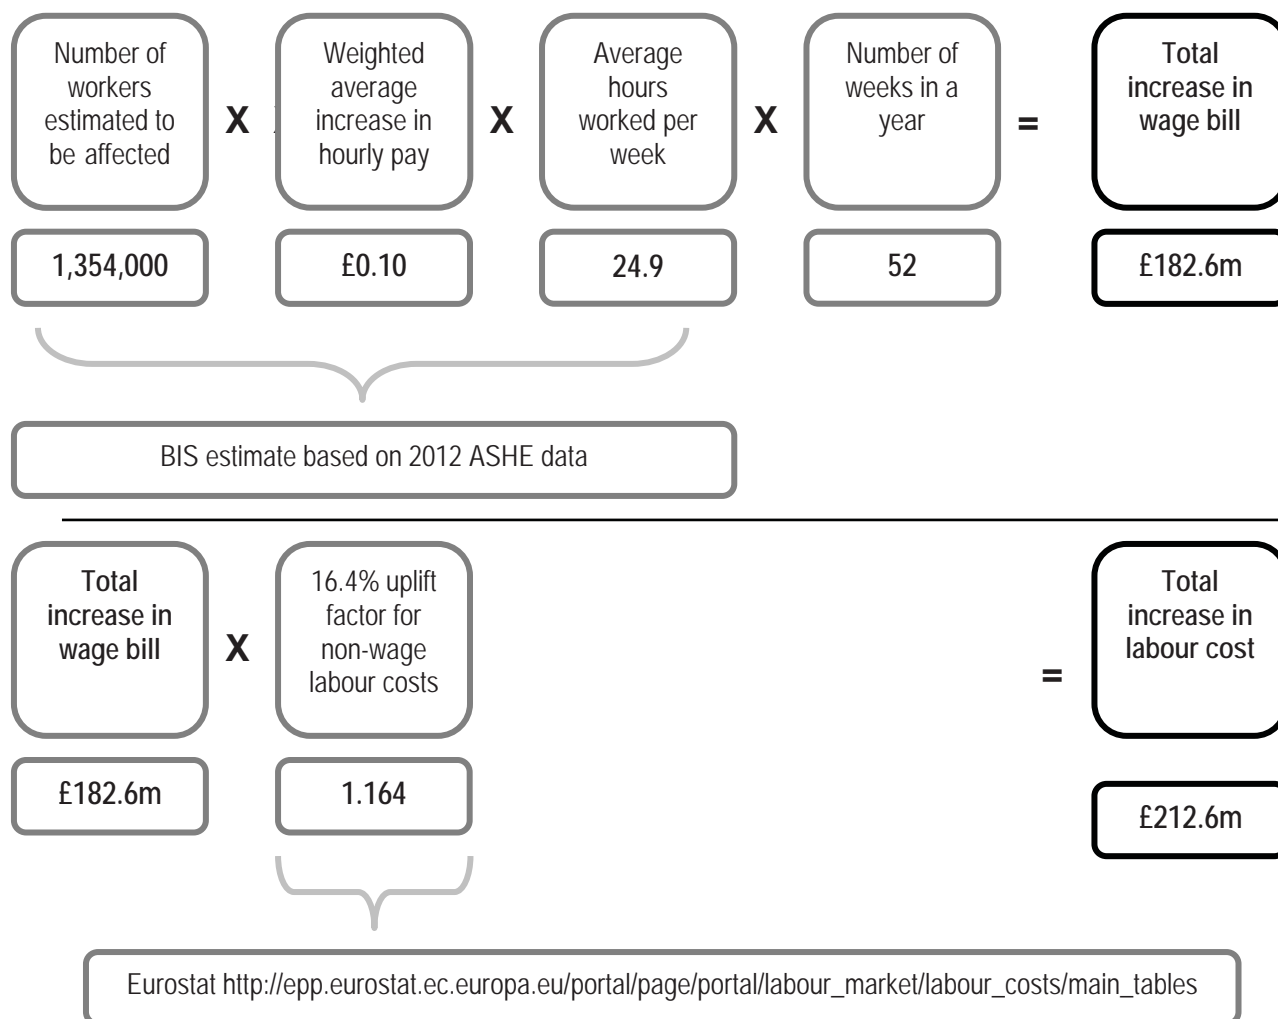 Number of
workers
estimated to
be affected
X
Weighted
average
increase in
hourly pay
X
Average
hours
worked per
week
X
Number of
weeks in a
year
=
Total
increase in
wage bill
1,354,000
£0.10
24.9
52
£182.6m
BIS estimate based on 2012 ASHE data
Total
increase in
wage bill
X
16.4% uplift
factor for
non-wage
labour costs
=
Total
increase in
labour cost
£182.6m
1.164
£212.6m
Eurostat http://epp.eurostat.ec.europa.eu/portal/page/portal/labour_market/labour_costs/main_tables